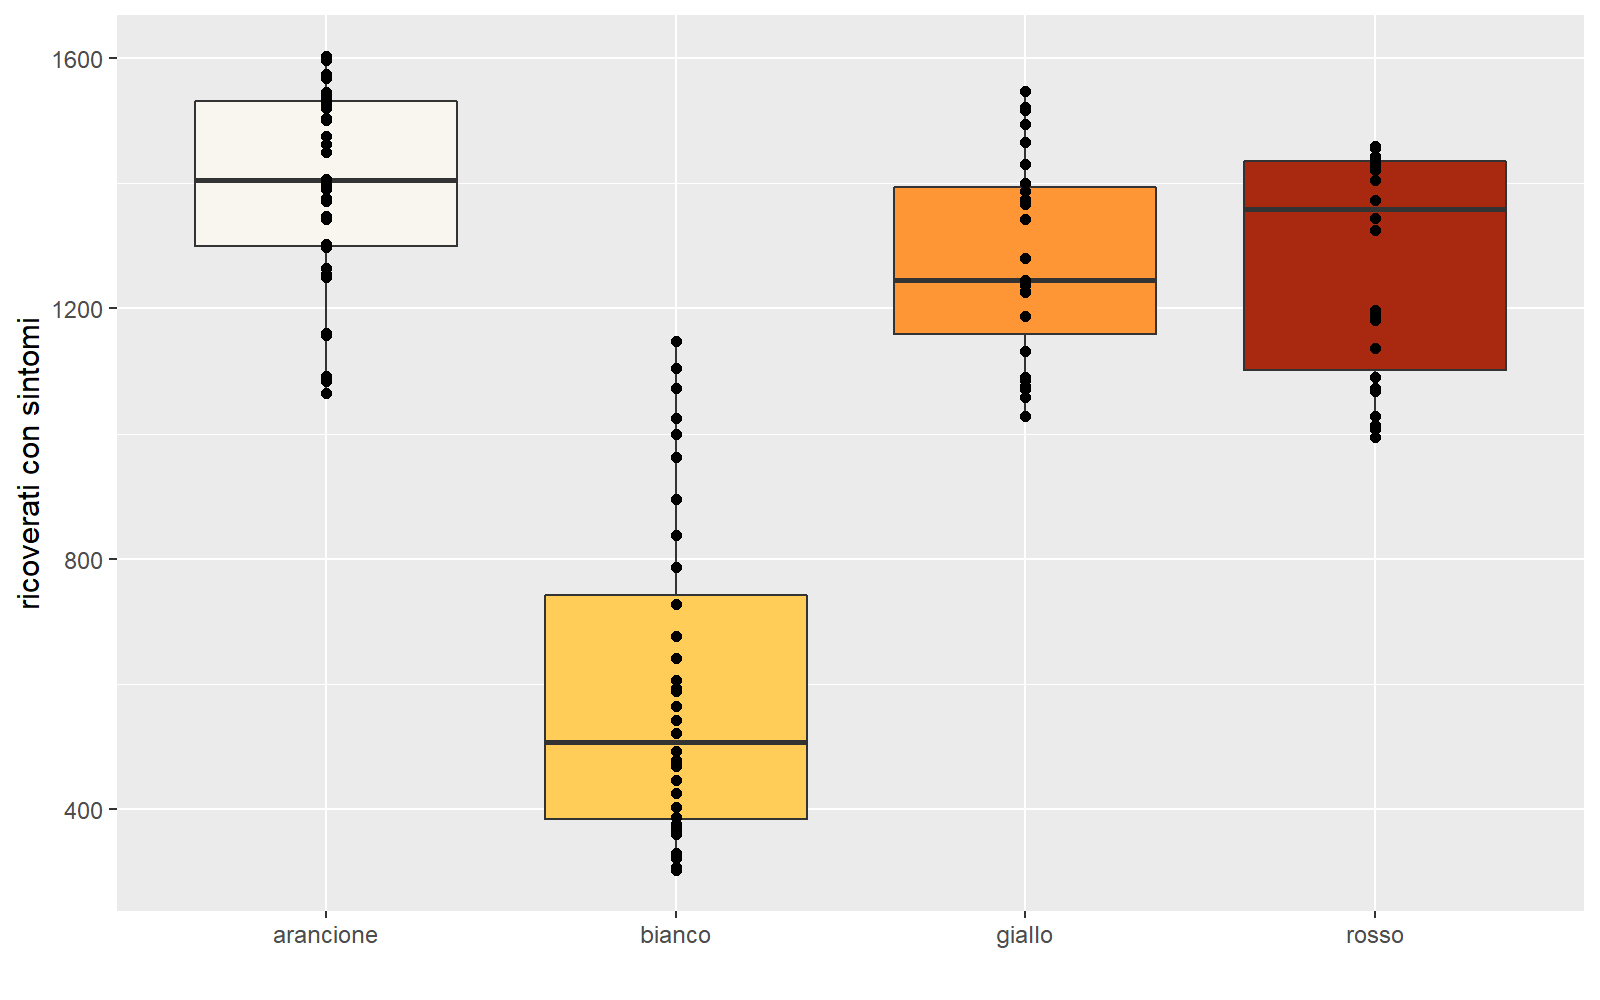 ricoverati con sintomi
1600
1200
800
400
arancione
bianco
giallo
rosso